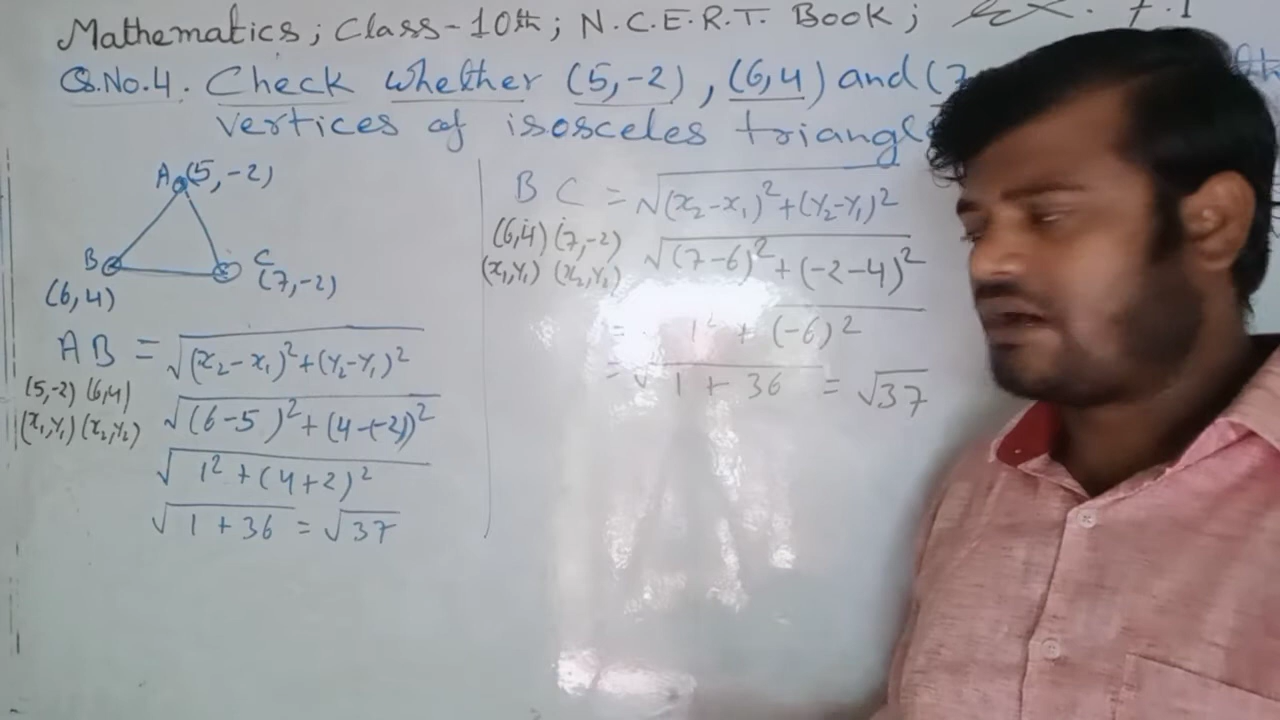 Mathematics; Class-10th; N.C.E.R.T. Book; Ex. 7.1
Q.No.4. Check whether (5,-2), (6,4) and (7
vertices of isosceles triangle
A (5,-2)
B
C
(7,-2)
(6,4)
AB = √(x₂-x₁)²+(y₂-y₁)²
(5,-2) (6,4)
(x₁,y₁) (x₂,y₂)
√(6-5)²+(4-(-2))²
√1²+(4+2)²
√1+36 = √37
BC = √(x₂-x₁)²+(y₂-y₁)²
(6,4) (7,-2)
(x₁,y₁) (x₂,y₂)
√(7-6)²+(-2-4)²
= √1²+(-6)²
= √1+36 = √37